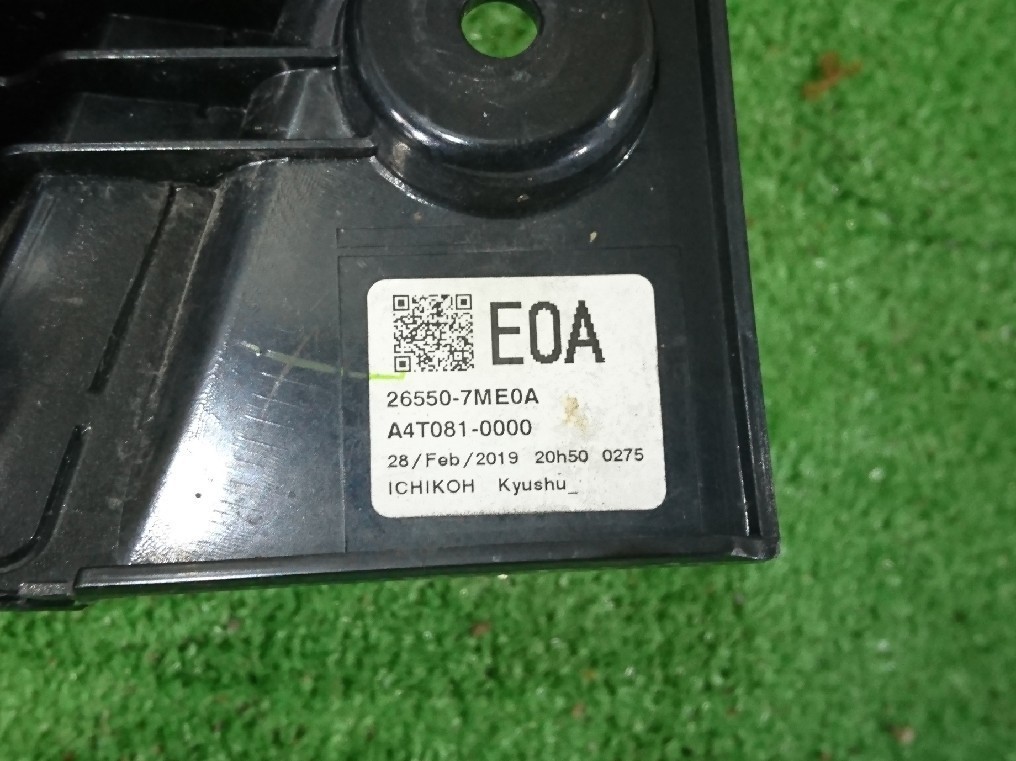 E0A
26550-7ME0A
A4T081-0000
28/Feb/2019 20h50 0275
ICHIKOH Kyushu_